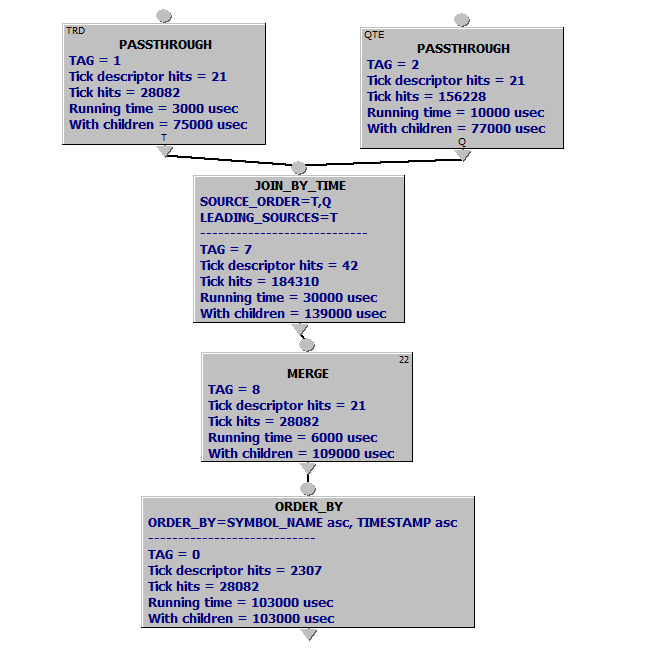 TRD
PASSTHROUGH
TAG = 1
Tick descriptor hits = 21
Tick hits = 28082
Running time = 3000 usec
With children = 75000 usec
T
QTE
PASSTHROUGH
TAG = 2
Tick descriptor hits = 21
Tick hits = 156228
Running time = 10000 usec
With children = 77000 usec
Q
JOIN_BY_TIME
SOURCE_ORDER=T,Q
LEADING_SOURCES=T
----------------------------
TAG = 7
Tick descriptor hits = 42
Tick hits = 184310
Running time = 30000 usec
With children = 139000 usec
22
MERGE
TAG = 8
Tick descriptor hits = 21
Tick hits = 28082
Running time = 6000 usec
With children = 109000 usec
ORDER_BY
ORDER_BY=SYMBOL_NAME asc, TIMESTAMP asc
----------------------------
TAG = 0
Tick descriptor hits = 2307
Tick hits = 28082
Running time = 103000 usec
With children = 103000 usec